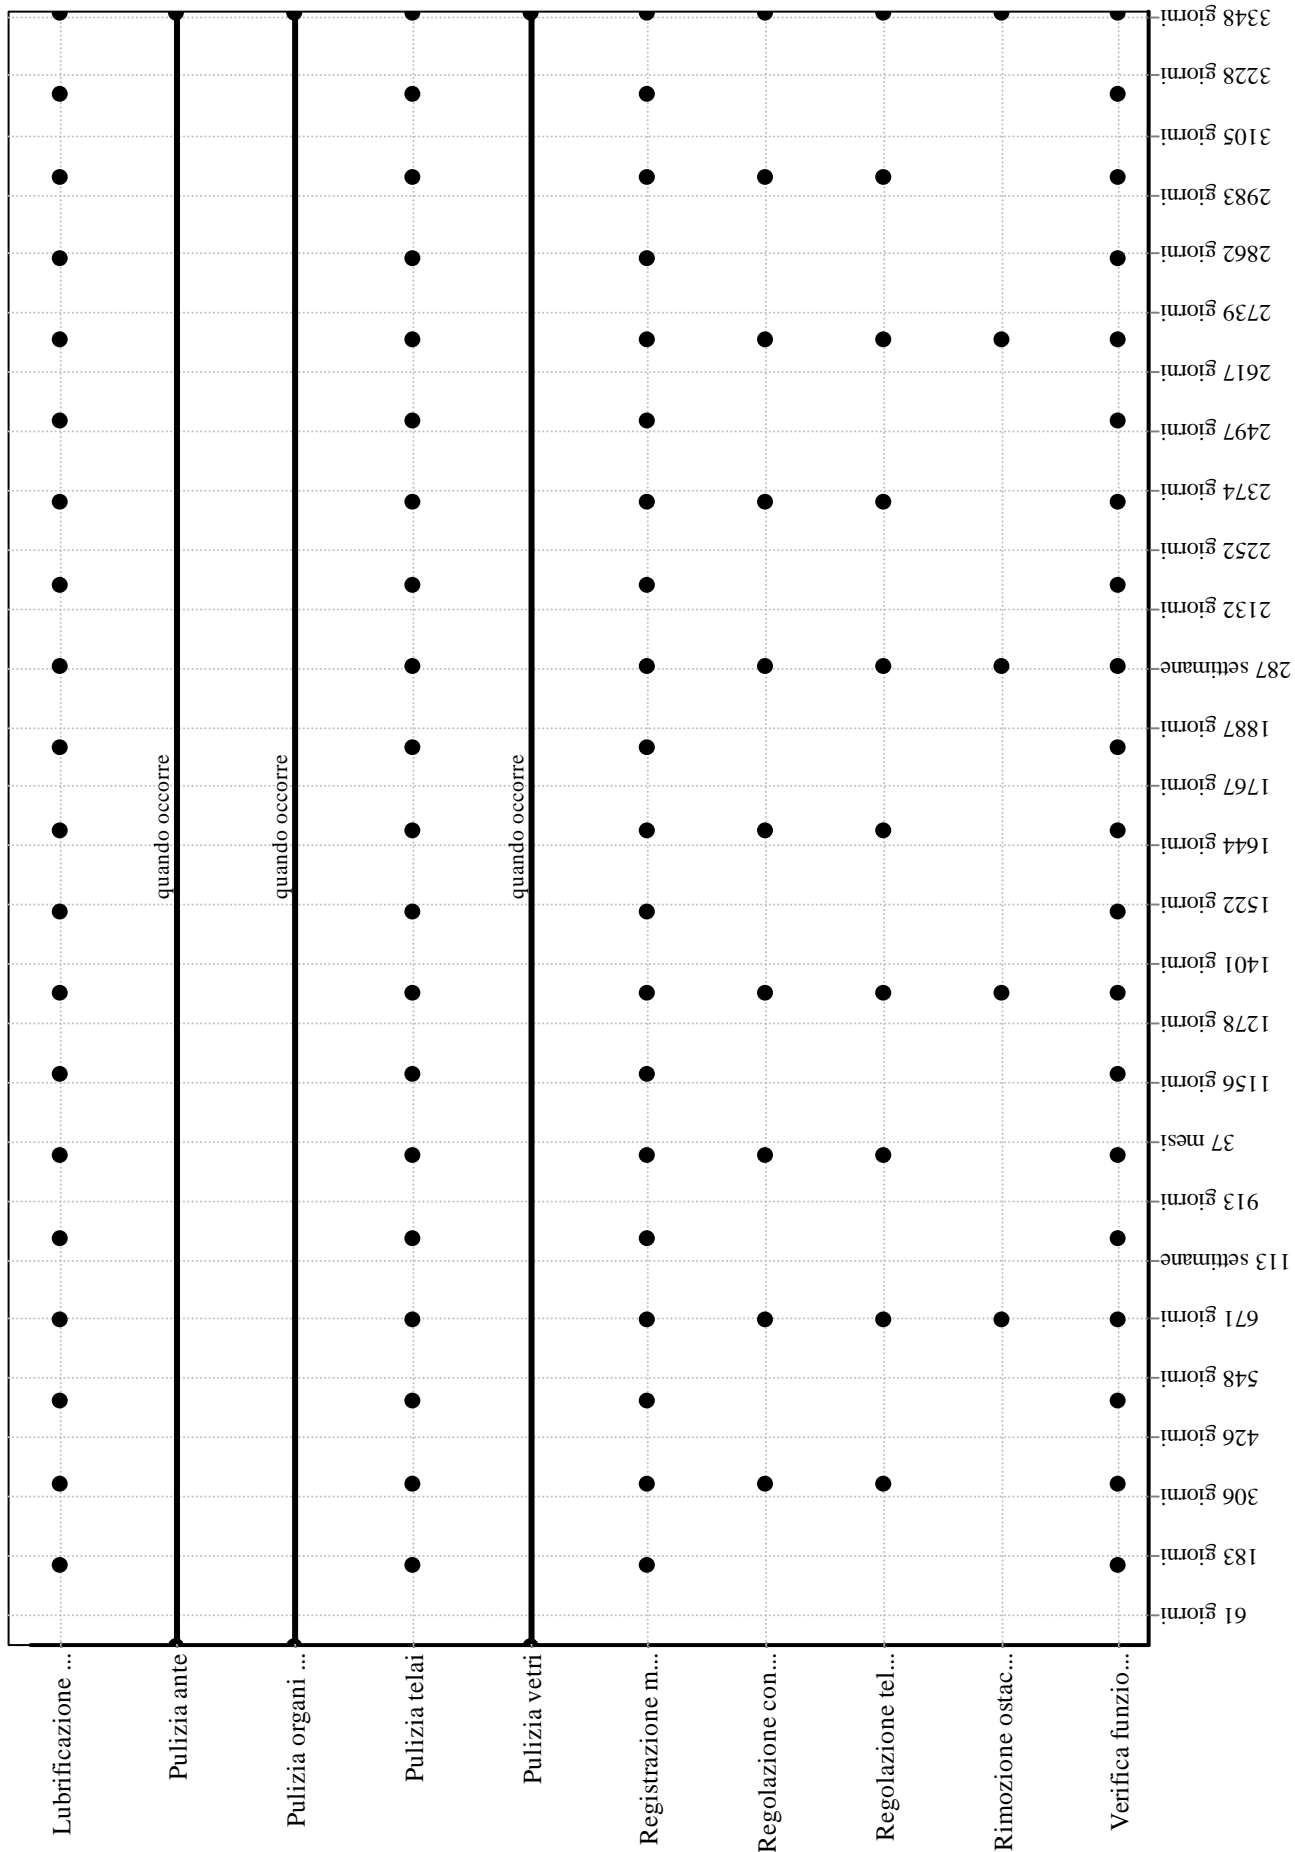 3348 giorni
3228 giorni
3105 giorni
2983 giorni
2862 giorni
2739 giorni
2617 giorni
2497 giorni
2374 giorni
2252 giorni
2132 giorni
287 settimane
1887 giorni
1767 giorni
1644 giorni
1522 giorni
1401 giorni
1278 giorni
1156 giorni
37 mesi
913 giorni
113 settimane
671 giorni
548 giorni
426 giorni
306 giorni
183 giorni
61 giorni
quando occorre
quando occorre
quando occorre
Lubrificazione ...
Pulizia ante
Pulizia organi ...
Pulizia telai
Pulizia vetri
Registrazione m...
Regolazione con...
Regolazione tel...
Rimozione ostac...
Verifica funzio...